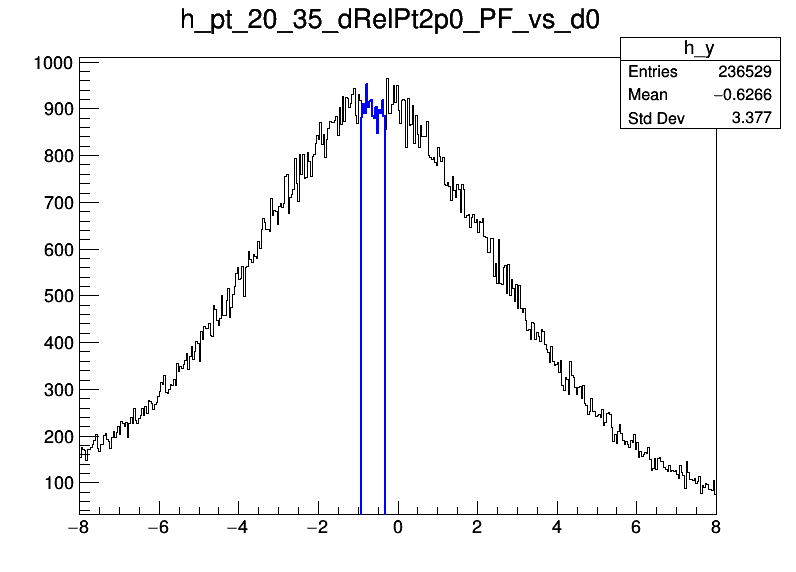 h_pt_20_35_dRelPt2p0_PF_vs_d0
h_y
Entries 236529
Mean −0.6266
Std Dev 3.377
1000
900
800
700
600
500
400
300
200
100
−8 −6 −4 −2 0 2 4 6 8